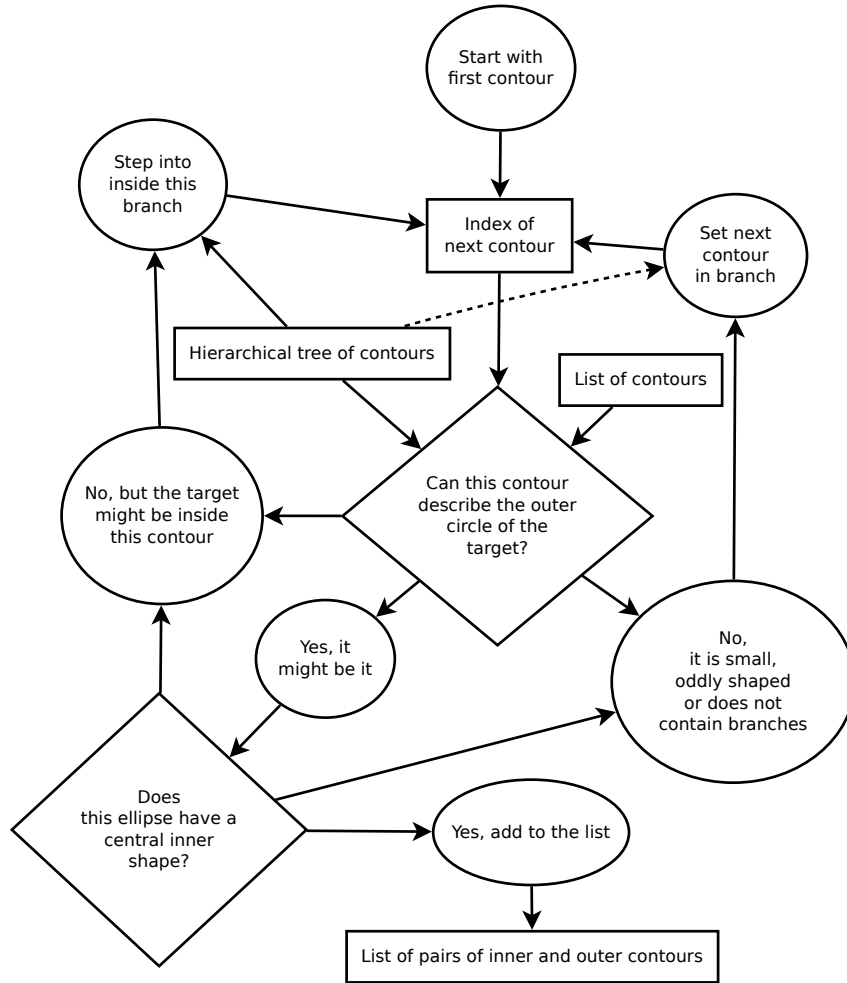 Start with
first contour
Step into
inside this
branch
Index of
next contour
Set next
contour
in branch
Hierarchical tree of contours
List of contours
Can this contour
describe the outer
circle of the
target?
No, but the target
might be inside
this contour
Yes, it
might be it
No,
it is small,
oddly shaped
or does not
contain branches
Does
this ellipse have a
central inner
shape?
Yes, add to the list
List of pairs of inner and outer contours